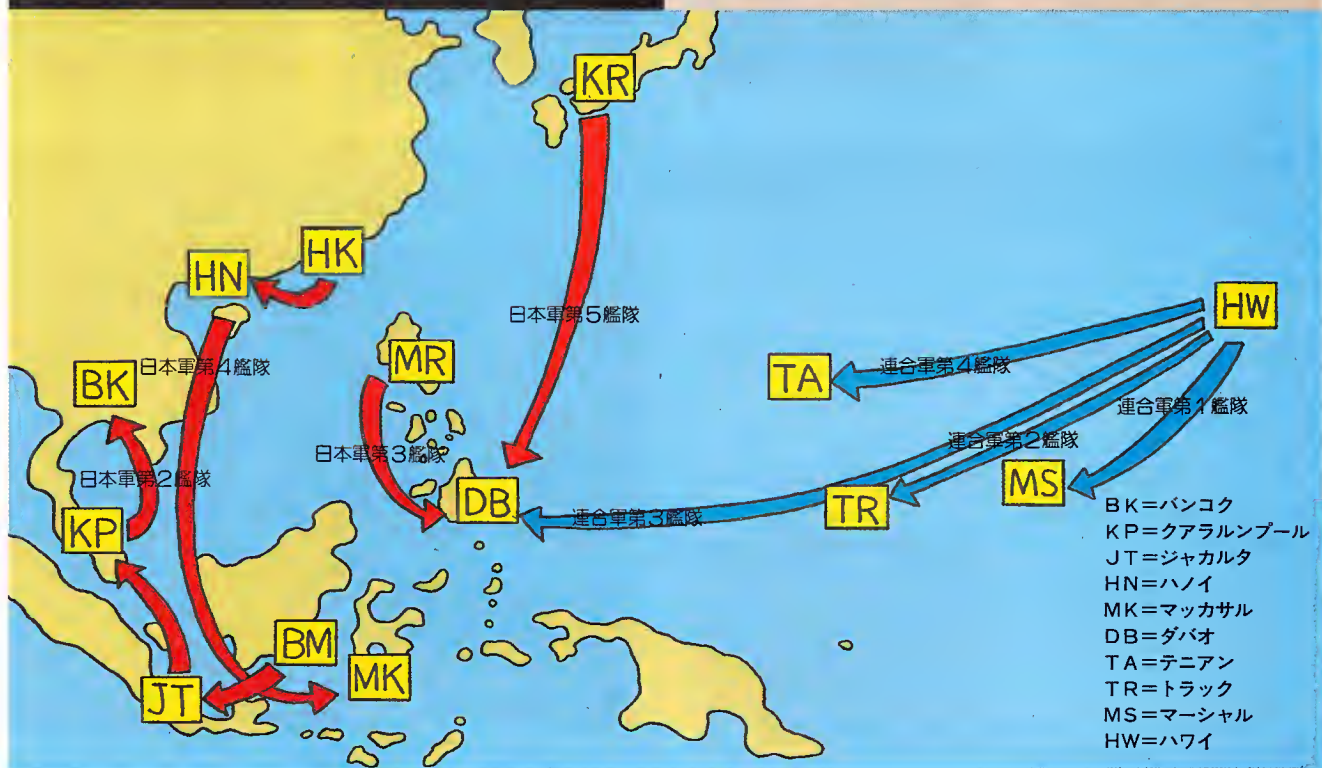 KR
HK
HN
日本軍第5艦隊
HW
MR
日本軍第4艦隊
連合軍第4艦隊
TA
BK
連合軍第1艦隊
連合軍第2艦隊
日本軍第3艦隊
日本軍第2艦隊
MS
DB
TR
連合軍第3艦隊
KP
BM
MK
JT
BK=バンコク
KP=クアラルンプール
JT=ジャカルタ
HN=ハノイ
MK=マッカサル
DB=ダバオ
TA=テニアン
TR=トラック
MS=マーシャル
HW=ハワイ